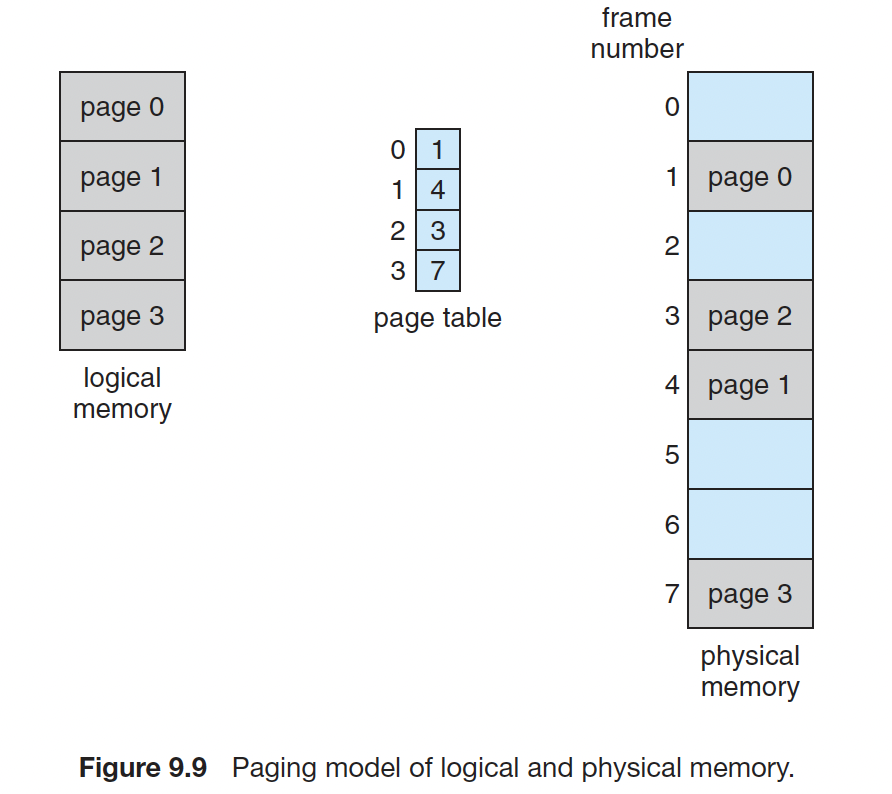 page 0
page 1
page 2
page 3
logical
memory
0 1
1 4
2 3
3 7
page table
frame
number
0
1 page 0
2
3 page 2
4 page 1
5
6
7 page 3
physical
memory
Figure 9.9 Paging model of logical and physical memory.